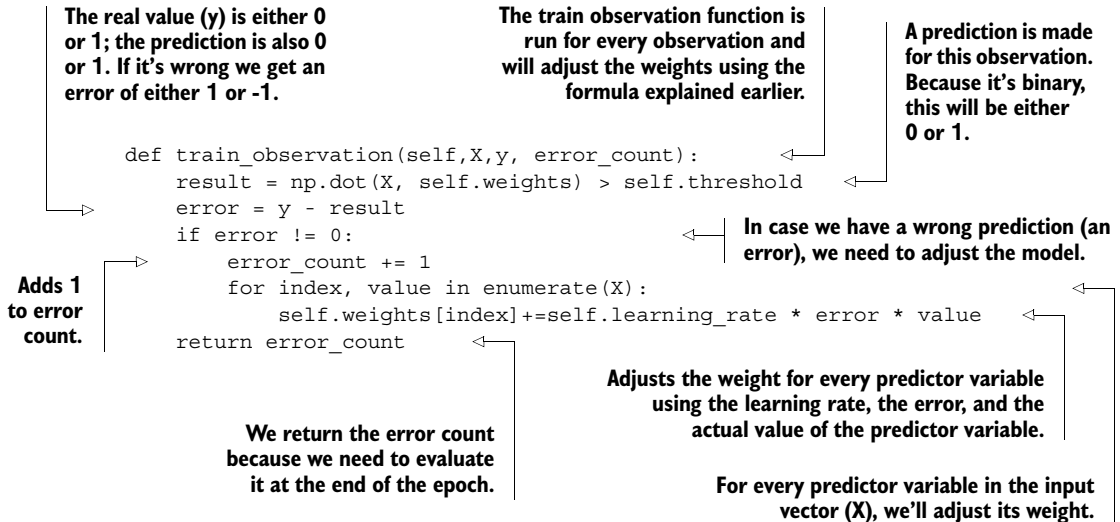 The real value (y) is either 0
or 1; the prediction is also 0
or 1. If it's wrong we get an
error of either 1 or -1.
The train observation function is
run for every observation and
will adjust the weights using the
formula explained earlier.
A prediction is made
for this observation.
Because it's binary,
this will be either
0 or 1.
def train_observation(self,X,y, error_count):
    result = np.dot(X, self.weights) > self.threshold
    error = y - result
    if error != 0:
        error_count += 1
        for index, value in enumerate(X):
            self.weights[index]+=self.learning_rate * error * value
    return error_count
In case we have a wrong prediction (an
error), we need to adjust the model.
Adds 1
to error
count.
Adjusts the weight for every predictor variable
using the learning rate, the error, and the
actual value of the predictor variable.
We return the error count
because we need to evaluate
it at the end of the epoch.
For every predictor variable in the input
vector (X), we'll adjust its weight.